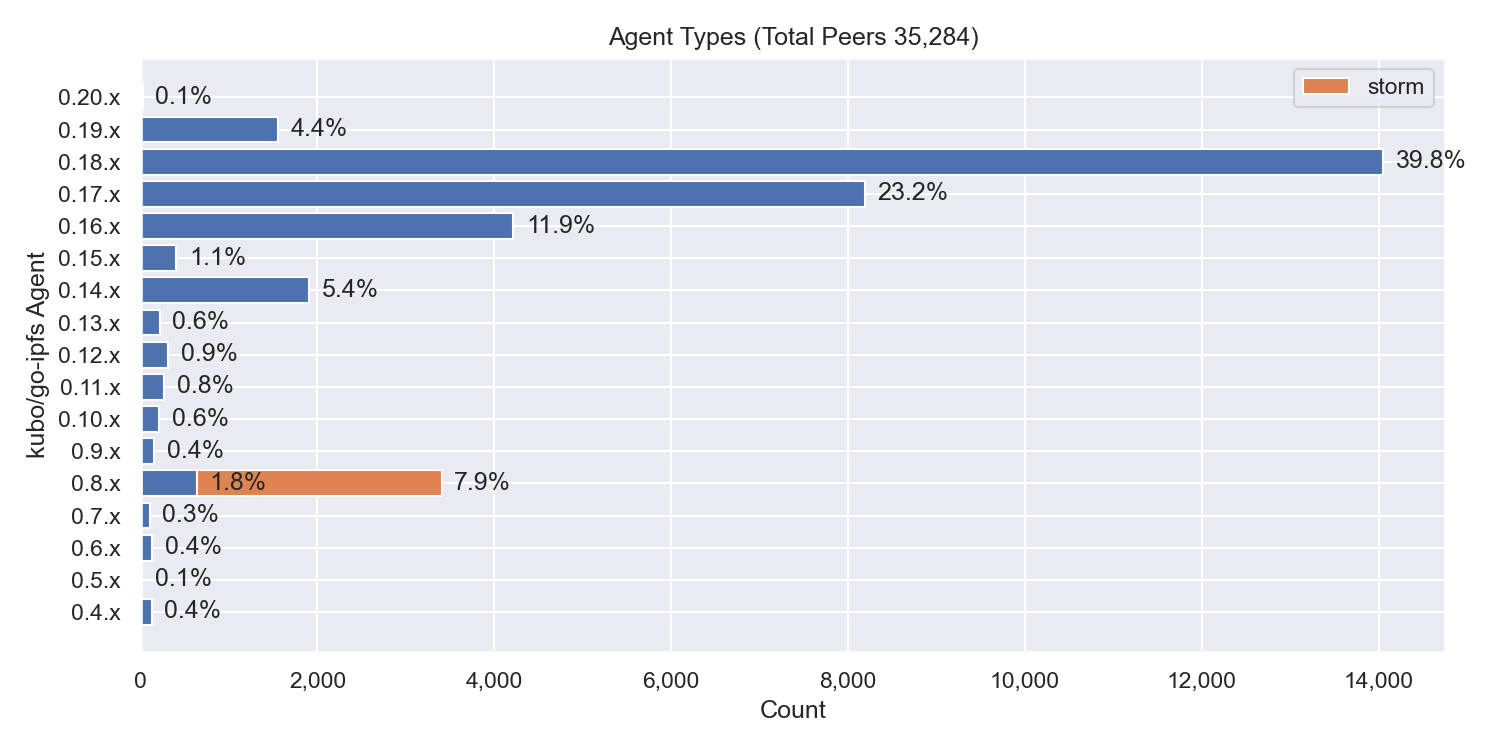 Agent Types (Total Peers 35,284)
storm
kubo/go-ipfs Agent
0.20.x 0.1%
0.19.x 4.4%
0.18.x 39.8%
0.17.x 23.2%
0.16.x 11.9%
0.15.x 1.1%
0.14.x 5.4%
0.13.x 0.6%
0.12.x 0.9%
0.11.x 0.8%
0.10.x 0.6%
0.9.x 0.4%
0.8.x 1.8% 7.9%
0.7.x 0.3%
0.6.x 0.4%
0.5.x 0.1%
0.4.x 0.4%
0 2,000 4,000 6,000 8,000 10,000 12,000 14,000
Count